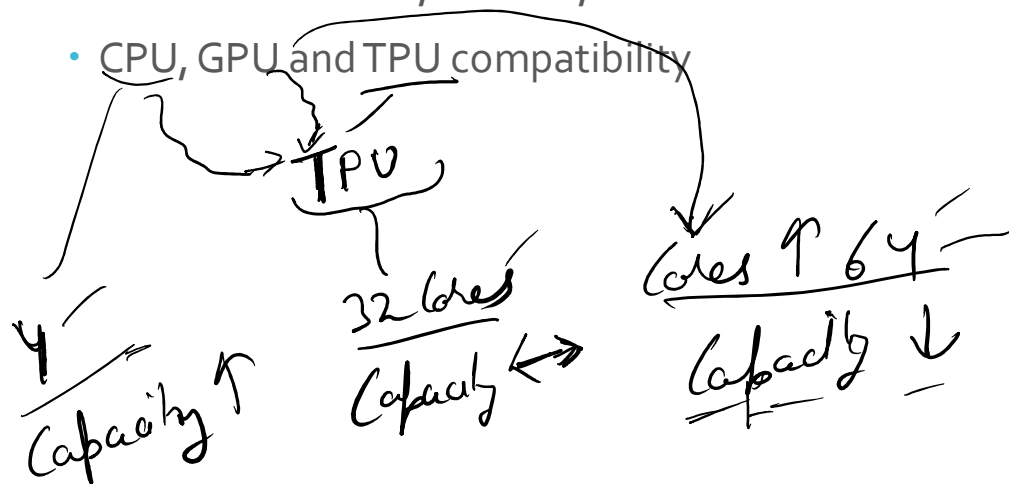 • CPU, GPU and TPU compatibility
TPU
Cores ↑ 64
32 Cores
4
Capacity ↓
Capacity ↔
Capacity ↑